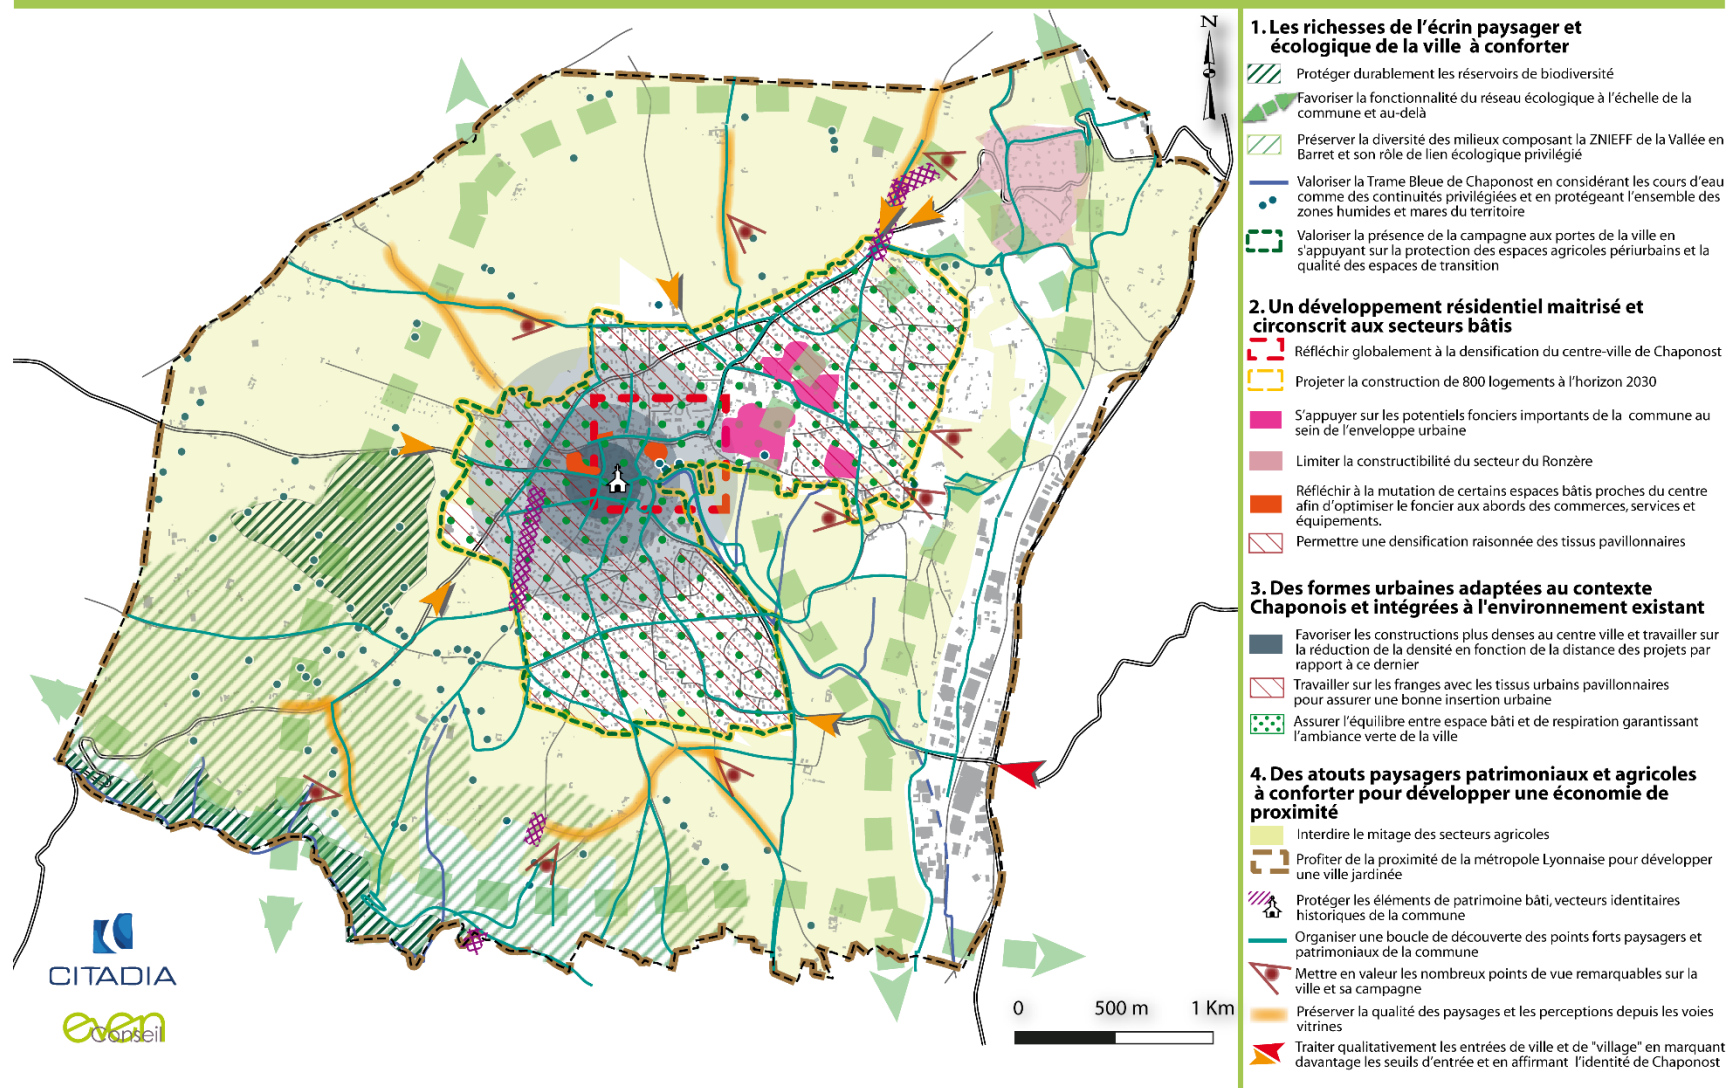 N
1. Les richesses de l'écrin paysager et
écologique de la ville à conforter
Protéger durablement les réservoirs de biodiversité
Favoriser la fonctionnalité du réseau écologique à l'échelle de la
commune et au-delà
Préserver la diversité des milieux composant la ZNIEFF de la Vallée en
Barret et son rôle de lien écologique privilégié
Valoriser la Trame Bleue de Chaponost en considérant les cours d'eau
comme des continuités privilégiées et en protégeant l'ensemble des
zones humides et mares du territoire
Valoriser la présence de la campagne aux portes de la ville en
s'appuyant sur la protection des espaces agricoles périurbains et la
qualité des espaces de transition
2. Un développement résidentiel maitrisé et
circonscrit aux secteurs bâtis
Réfléchir globalement à la densification du centre-ville de Chaponost
Projeter la construction de 800 logements à l'horizon 2030
S'appuyer sur les potentiels fonciers importants de la commune au
sein de l'enveloppe urbaine
Limiter la constructibilité du secteur du Ronzère
Réfléchir à la mutation de certains espaces bâtis proches du centre
afin d'optimiser le foncier aux abords des commerces, services et
équipements.
Permettre une densification raisonnée des tissus pavillonnaires
3. Des formes urbaines adaptées au contexte
Chaponois et intégrées à l'environnement existant
Favoriser les constructions plus denses au centre ville et travailler sur
la réduction de la densité en fonction de la distance des projets par
rapport à ce dernier
Travailler sur les franges avec les tissus urbains pavillonnaires
pour assurer une bonne insertion urbaine
Assurer l'équilibre entre espace bâti et de respiration garantissant
l'ambiance verte de la ville
4. Des atouts paysagers patrimoniaux et agricoles
à conforter pour développer une économie de
proximité
Interdire le mitage des secteurs agricoles
Profiter de la proximité de la métropole Lyonnaise pour développer
une ville jardinée
Protéger les éléments de patrimoine bâti, vecteurs identitaires
historiques de la commune
Organiser une boucle de découverte des points forts paysagers et
patrimoniaux de la commune
Mettre en valeur les nombreux points de vue remarquables sur la
ville et sa campagne
Préserver la qualité des paysages et les perceptions depuis les voies
vitrines
Traiter qualitativement les entrées de ville et de "village" en marquant
davantage les seuils d'entrée et en affirmant l'identité de Chaponost
CITADIA
even
Conseil
0 500 m 1 Km